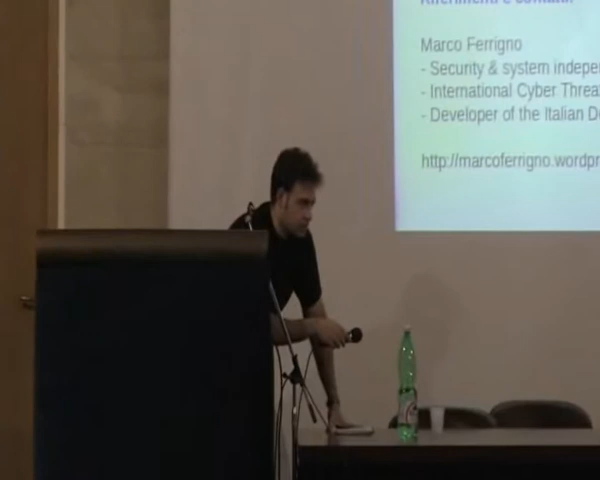 Riferimenti e contatti:
Marco Ferrigno
- Security & system indepe
- International Cyber Threa
- Developer of the Italian D
http://marcoferrigno.wordpr